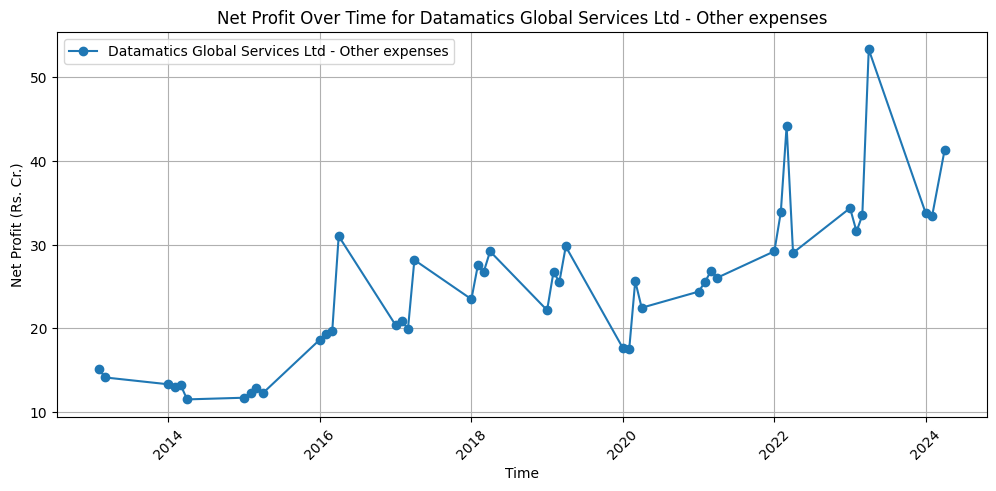 Net Profit Over Time for Datamatics Global Services Ltd - Other expenses
Datamatics Global Services Ltd - Other expenses
Net Profit (Rs. Cr.)
50
40
30
20
10
2014
2016
2018
2020
2022
2024
Time